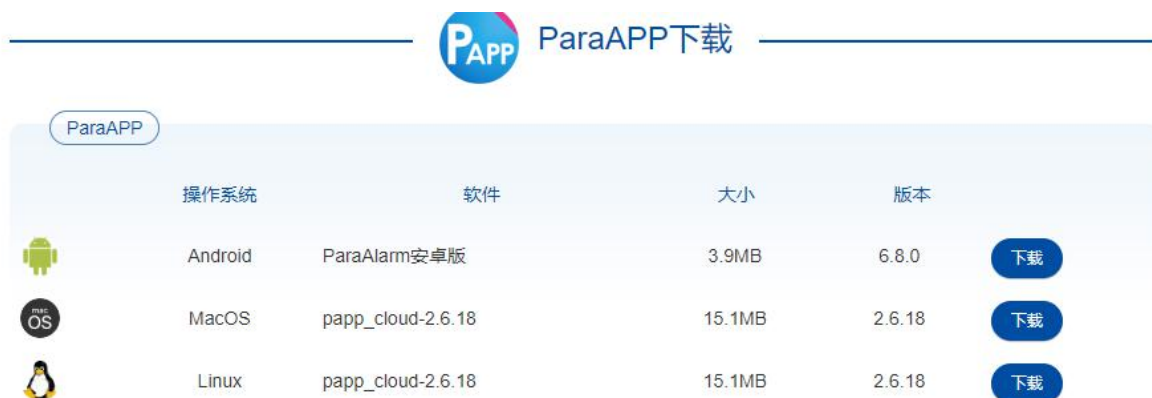 PAPP ParaAPP下载
ParaAPP
操作系统 软件 大小 版本
Android ParaAlarm安卓版 3.9MB 6.8.0 下载
mac OS MacOS papp_cloud-2.6.18 15.1MB 2.6.18 下载
Linux papp_cloud-2.6.18 15.1MB 2.6.18 下载